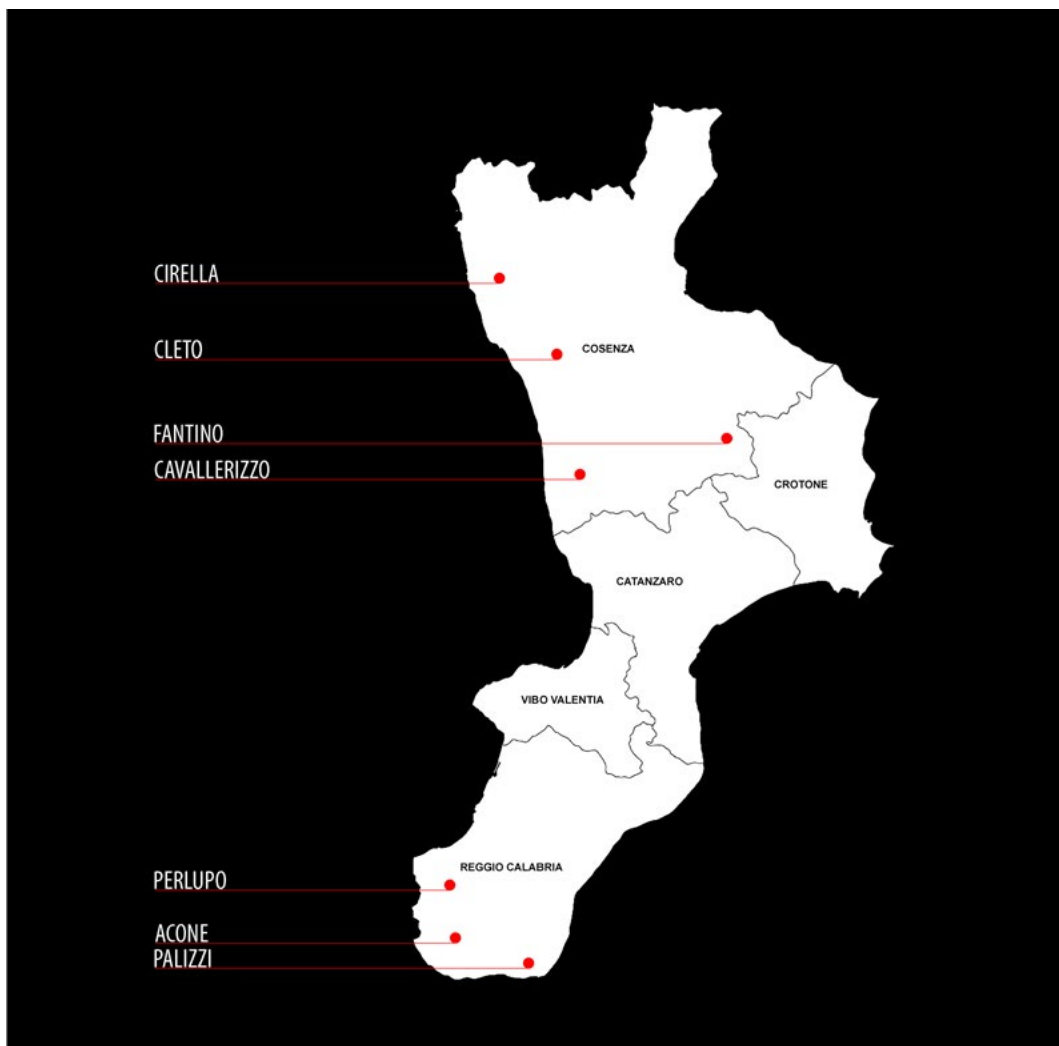 CIRELLA
CLETO
COSENZA
FANTINO
CAVALLERIZZO
CROTONE
CATANZARO
VIBO VALENTIA
REGGIO CALABRIA
PERLUPO
ACONE
PALIZZI